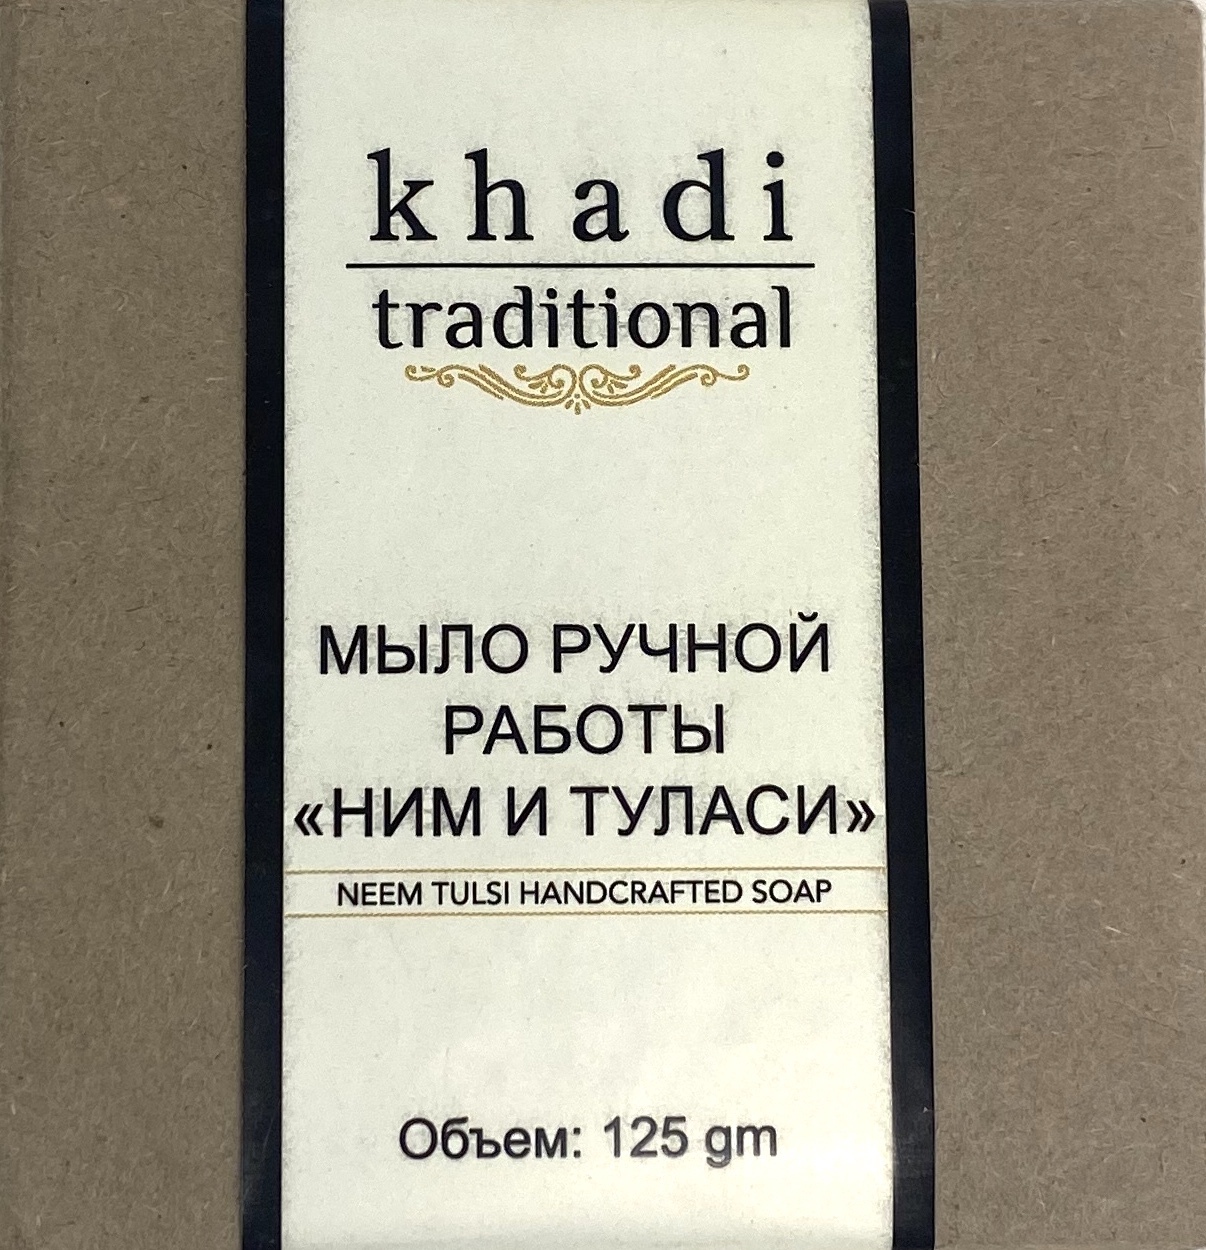 khadi
traditional
МЫЛО РУЧНОЙ
РАБОТЫ
«НИМ И ТУЛАСИ»
NEEM TULSI HANDCRAFTED SOAP
Объем: 125 gm